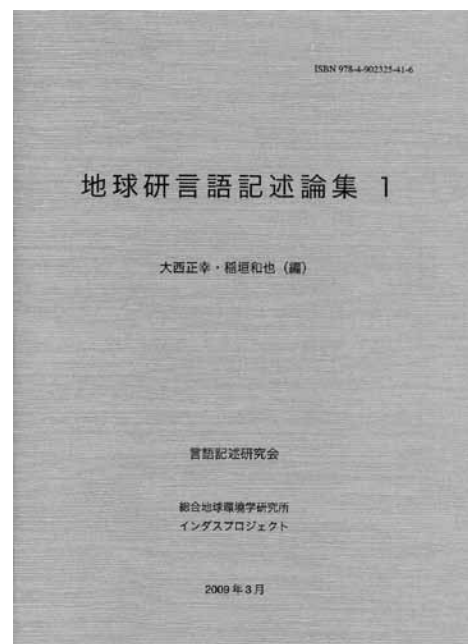 ISBN 978-4-902325-41-6
地球研言語記述論集 1
大西正幸・稲垣和也(編)
言語記述研究会
総合地球環境学研究所
インダスプロジェクト
2009年3月